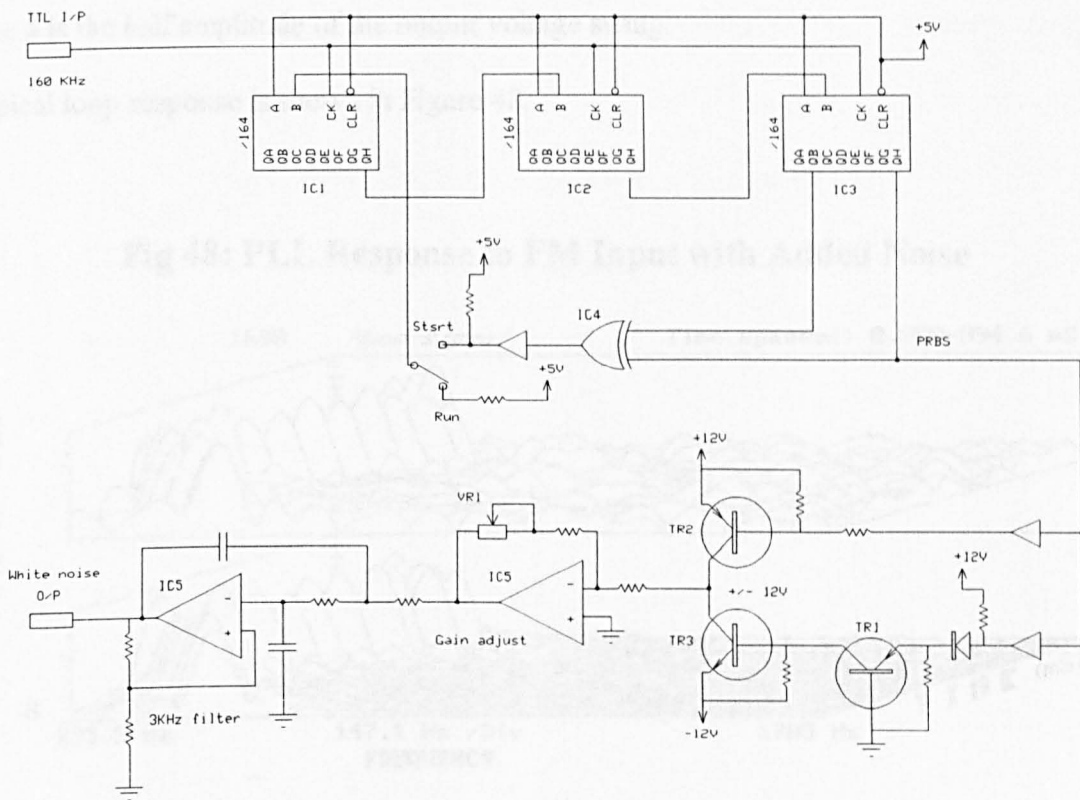 TTL I/P
160 KHz
+5V
A
B
CK
CLR
/164
QA QB QC QD QE QF QG QH
IC1
A
B
CK
CLR
/164
QA QB QC QD QE QF QG QH
IC2
A
B
CK
CLR
/164
QA QB QC QD QE QF QG QH
IC3
+5V
Stsrt
IC4
PRBS
+5V
Run
+12V
VR1
TR2
+12V
White noise
O/P
IC5
IC5
-
+
+/- 12V
TR3
TR1
Gain adjust
+
3KHz filter
-12V
Fig 48: PLL Response to FM Input with Added Noise